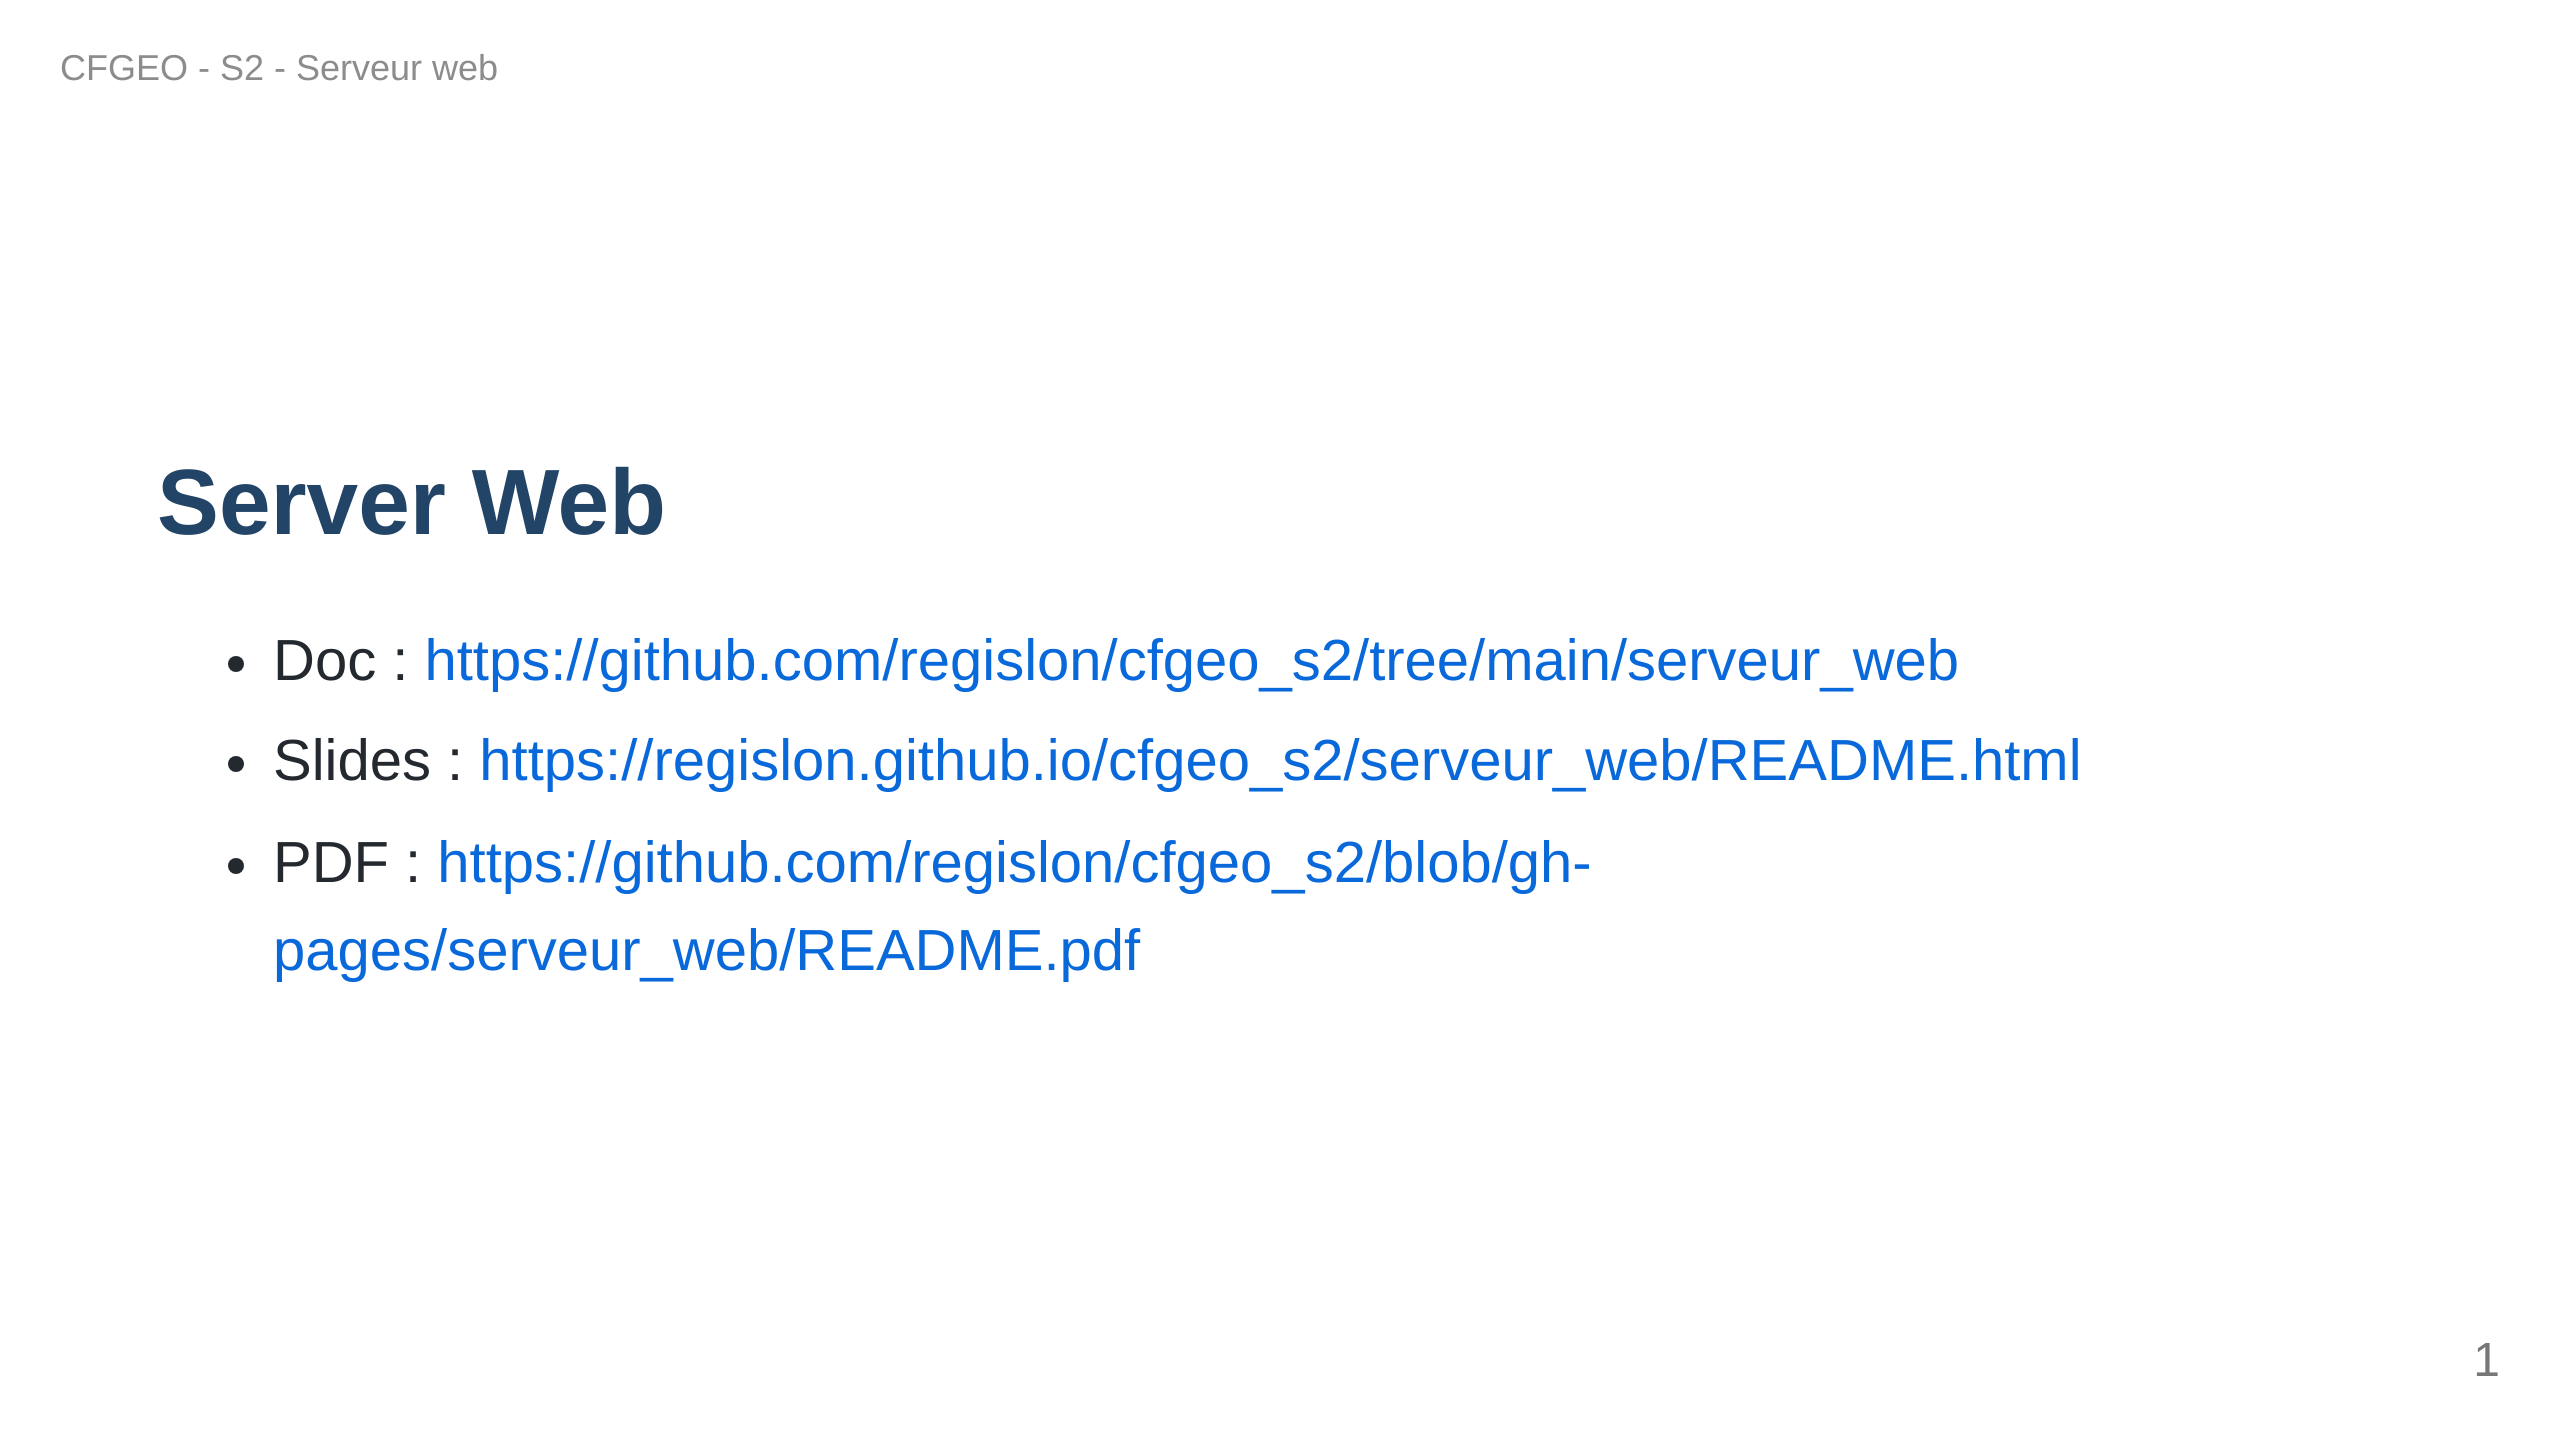 CFGEO - S2 - Serveur web
Server Web
• Doc : https://github.com/regislon/cfgeo_s2/tree/main/serveur_web
• Slides : https://regislon.github.io/cfgeo_s2/serveur_web/README.html
• PDF : https://github.com/regislon/cfgeo_s2/blob/gh-
pages/serveur_web/README.pdf
1